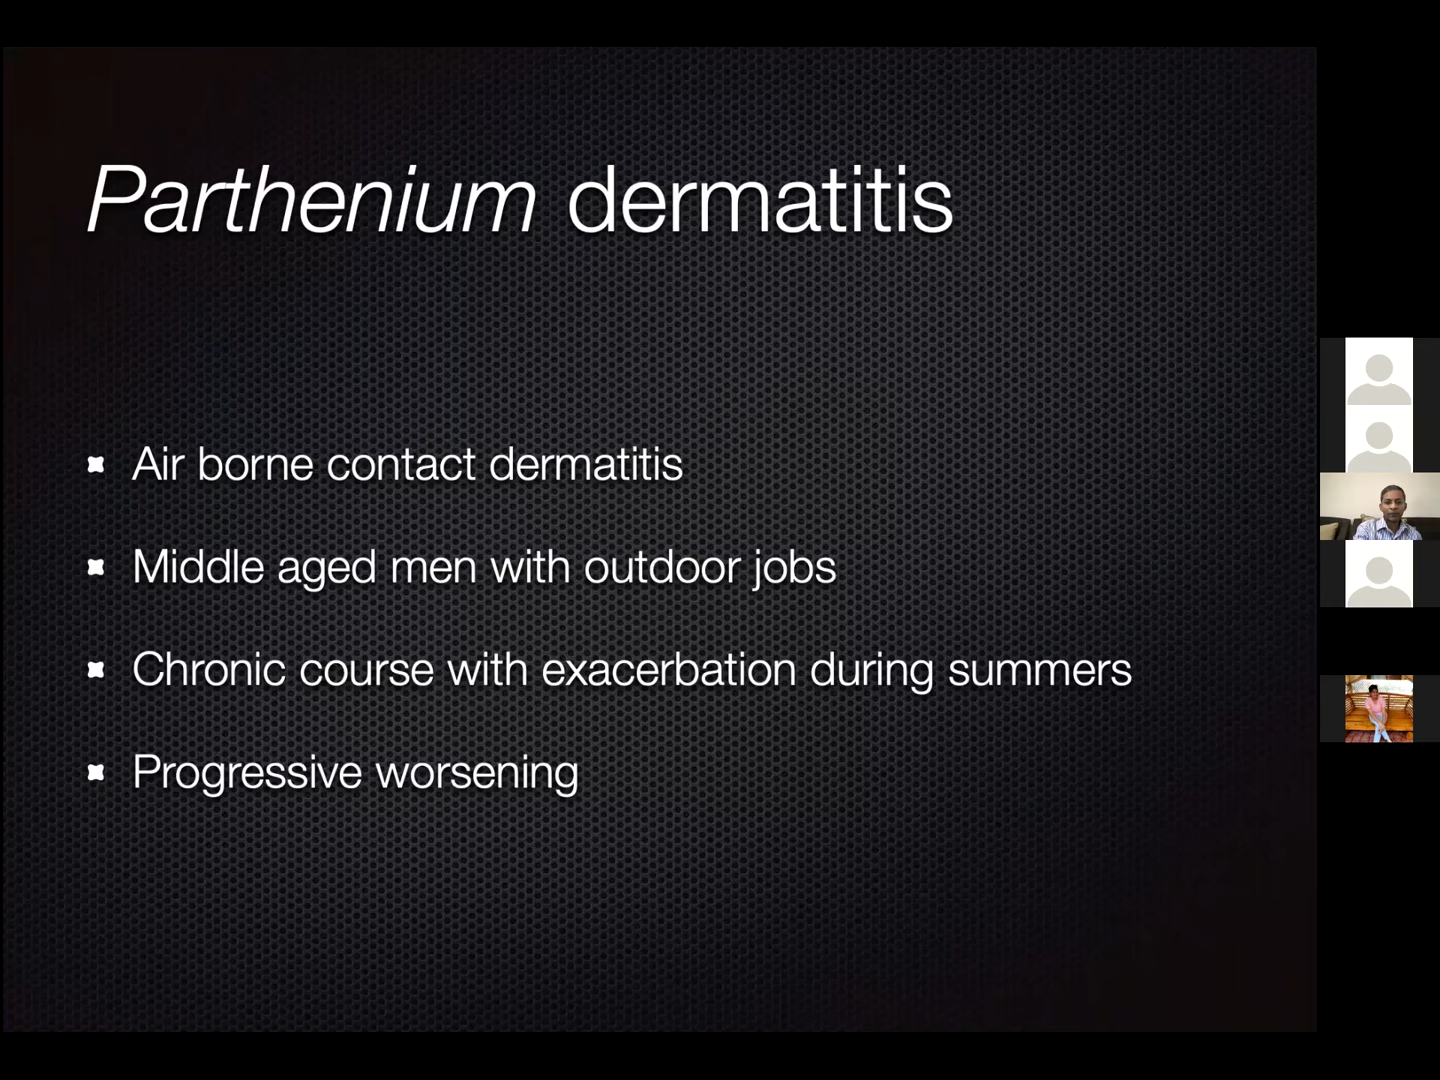 Parthenium dermatitis
Air borne contact dermatitis
Middle aged men with outdoor jobs
Chronic course with exacerbation during summers
Progressive worsening